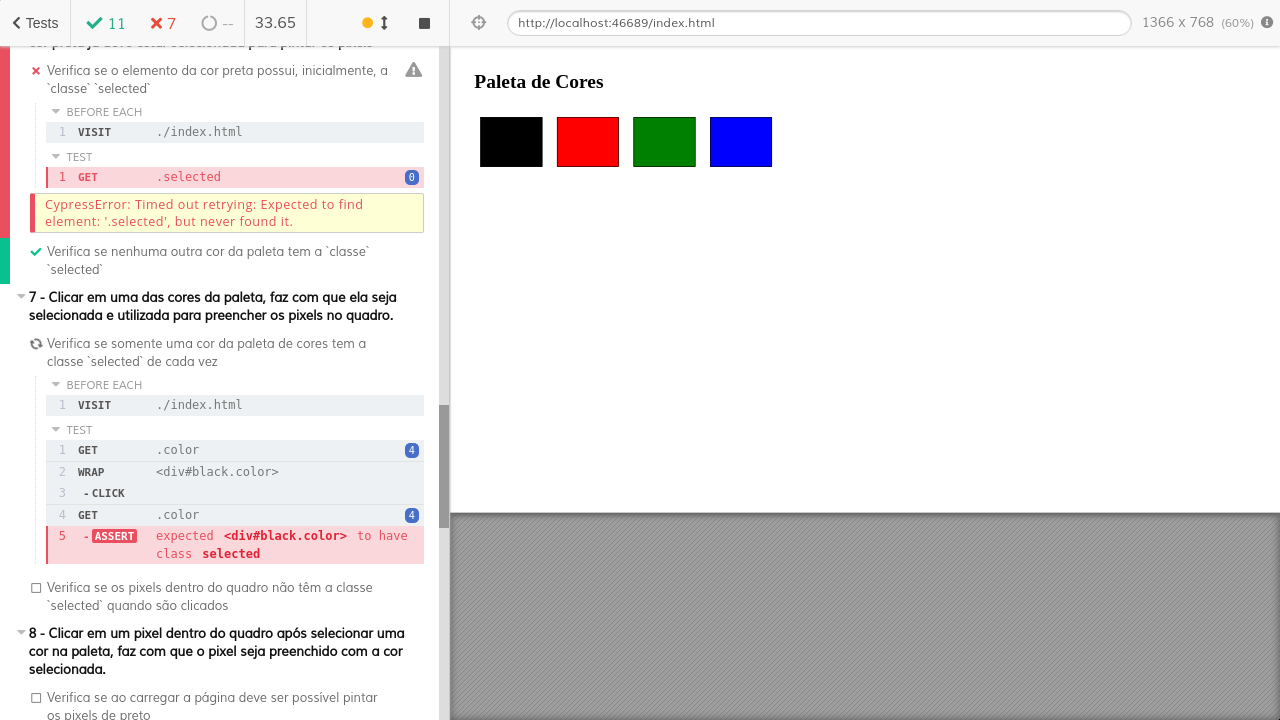 Tests
11
7
--
33.65
http://localhost:46689/index.html
1366 x 768 (60%)
Verifica se o elemento da cor preta possui, inicialmente, a
`classe` `selected`
BEFORE EACH
1 VISIT ./index.html
TEST
1 GET .selected 0
CypressError: Timed out retrying: Expected to find
element: '.selected', but never found it.
Verifica se nenhuma outra cor da paleta tem a `classe`
`selected`
7 - Clicar em uma das cores da paleta, faz com que ela seja
selecionada e utilizada para preencher os pixels no quadro.
Verifica se somente uma cor da paleta de cores tem a
classe `selected` de cada vez
BEFORE EACH
1 VISIT ./index.html
TEST
1 GET .color 4
2 WRAP <div#black.color>
3 -CLICK
4 GET .color 4
5 -ASSERT expected <div#black.color> to have
class selected
Verifica se os pixels dentro do quadro não têm a classe
`selected` quando são clicados
8 - Clicar em um pixel dentro do quadro após selecionar uma
cor na paleta, faz com que o pixel seja preenchido com a cor
selecionada.
Verifica se ao carregar a página deve ser possível pintar
os pixels de preto
Paleta de Cores